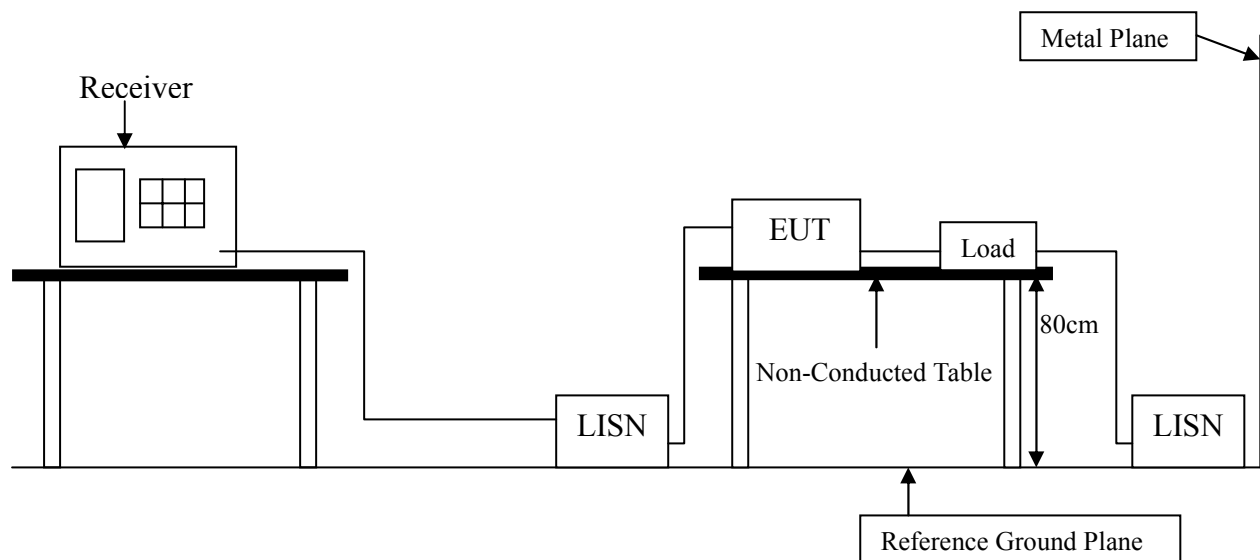 Metal Plane
Receiver
EUT
Load
80cm
Non-Conducted Table
LISN
LISN
Reference Ground Plane